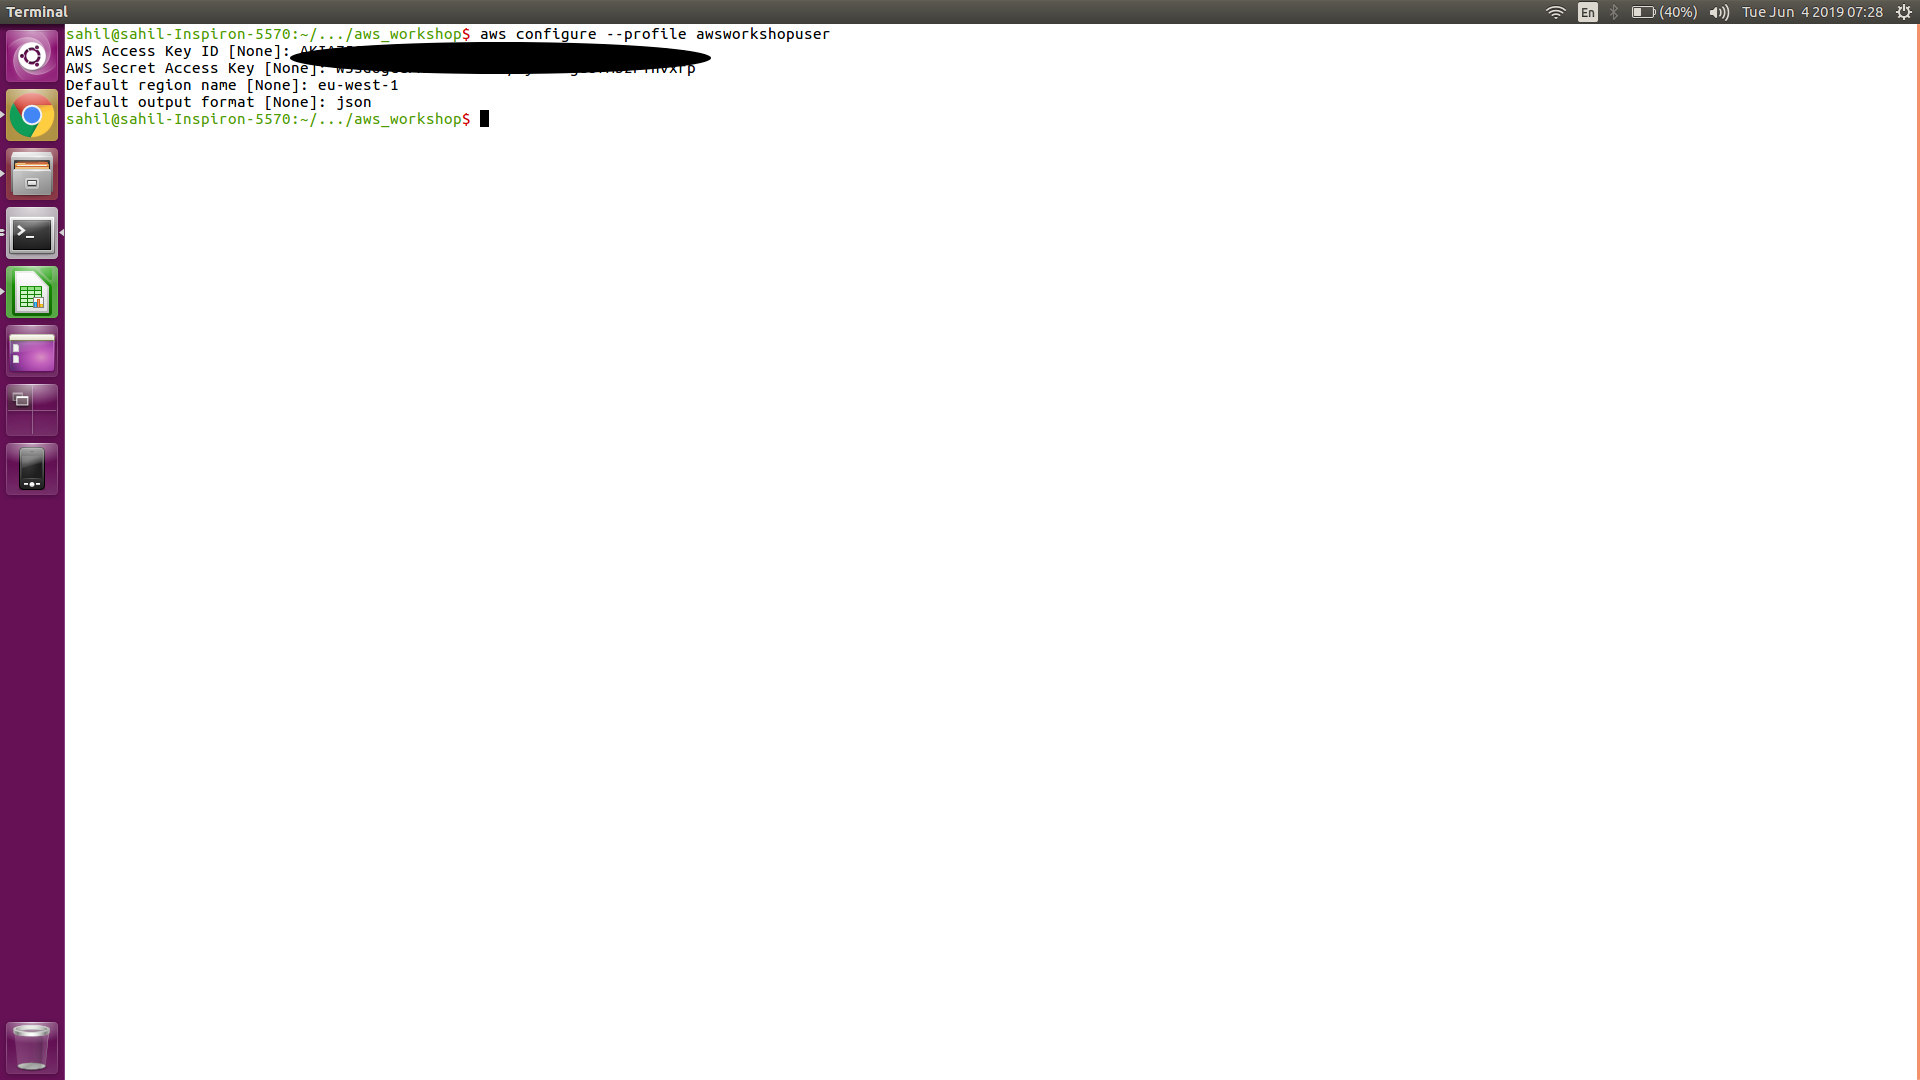 Terminal
En
(40%)
Tue Jun 4 2019 07:28
sahil@sahil-Inspiron-5570:~/.../aws_workshop$ aws configure --profile awsworkshopuser
AWS Access Key ID [None]:
AWS Secret Access Key [None]:
Default region name [None]: eu-west-1
Default output format [None]: json
sahil@sahil-Inspiron-5570:~/.../aws_workshop$